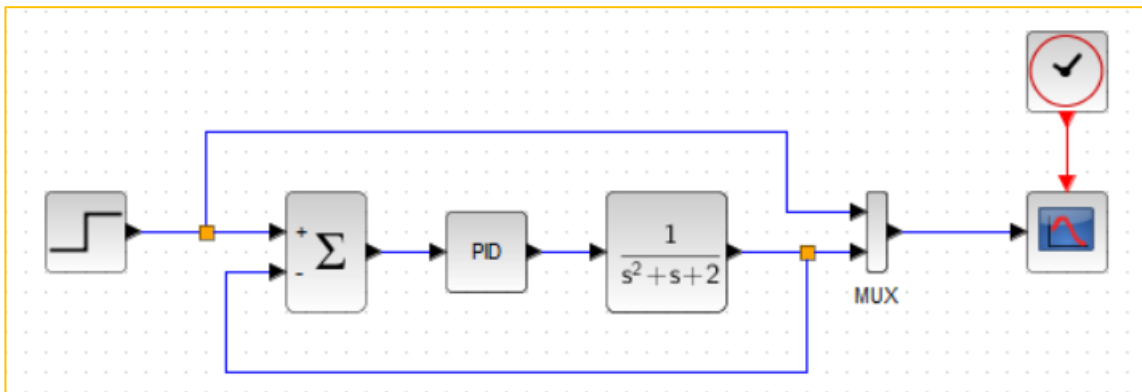 +
-
Σ
PID
1
s²+s+2
MUX